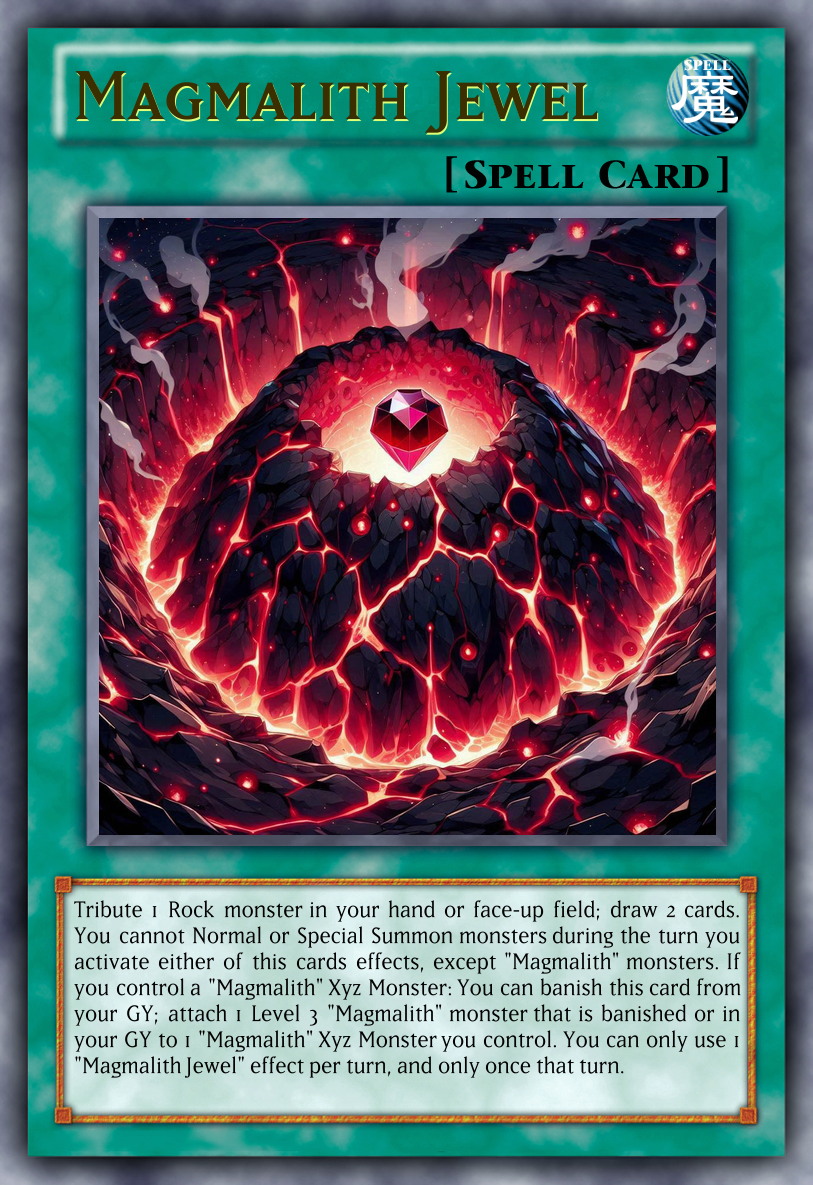 Magmalith Jewel
SPELL
魔
[Spell Card]
Tribute 1 Rock monster in your hand or face-up field; draw 2 cards.
You cannot Normal or Special Summon monsters during the turn you
activate either of this cards effects, except "Magmalith" monsters. If
you control a "Magmalith" Xyz Monster: You can banish this card from
your GY; attach 1 Level 3 "Magmalith" monster that is banished or in
your GY to 1 "Magmalith" Xyz Monster you control. You can only use 1
"Magmalith Jewel" effect per turn, and only once that turn.